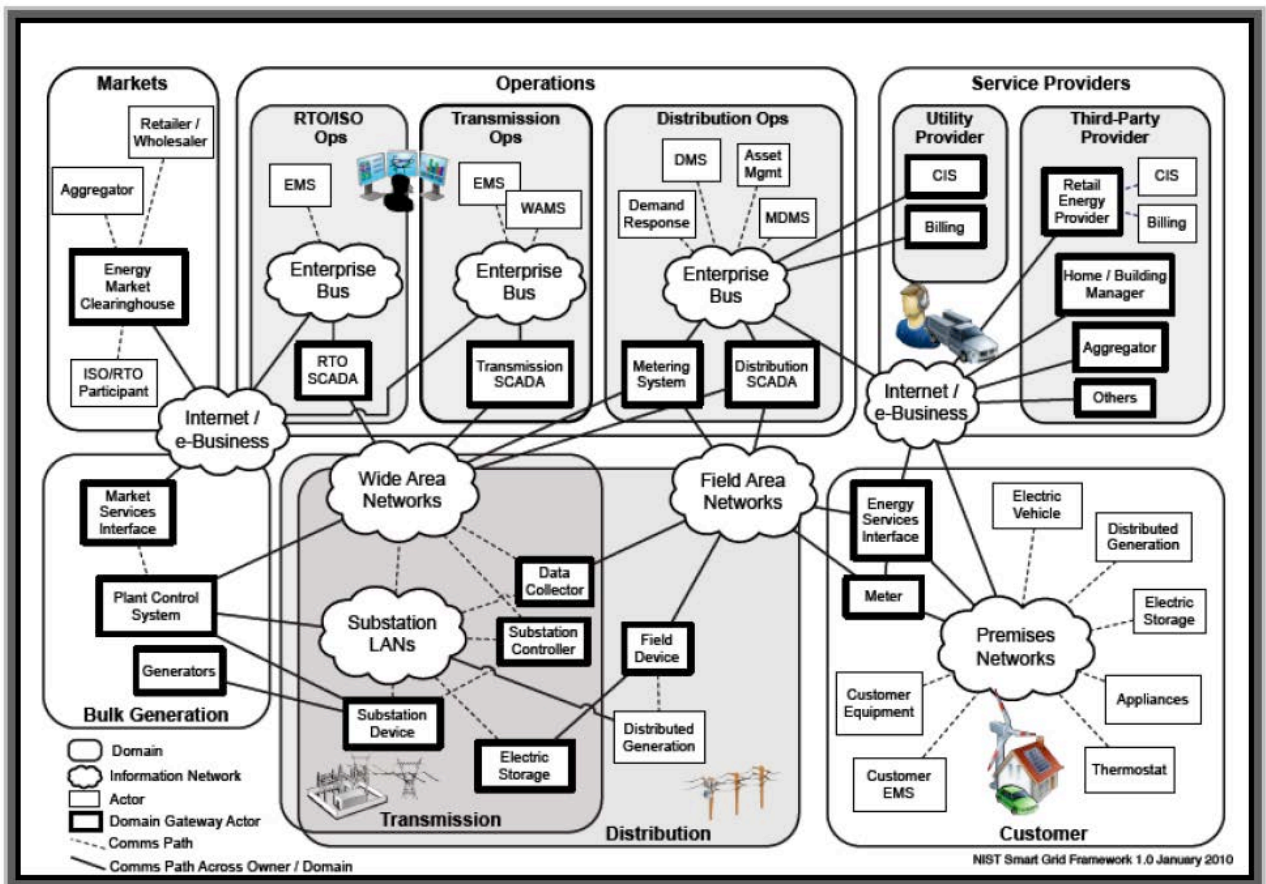 Markets
Retailer /
Wholesaler
Aggregator
Energy
Market
Clearinghouse
ISO/RTO
Participant
Internet /
e-Business
Operations
RTO/ISO
Ops
EMS
Enterprise
Bus
RTO
SCADA
Transmission
Ops
EMS
WAMS
Enterprise
Bus
Transmission
SCADA
Distribution Ops
DMS
Asset
Mgmt
Demand
Response
MDMS
Enterprise
Bus
Metering
System
Distribution
SCADA
Service Providers
Utility
Provider
CIS
Billing
Third-Party
Provider
Retail
Energy
Provider
CIS
Billing
Home / Building
Manager
Aggregator
Others
Internet /
e-Business
Market
Services
Interface
Plant Control
System
Generators
Bulk Generation
Wide Area
Networks
Field Area
Networks
Data
Collector
Substation
LANs
Substation
Controller
Field
Device
Substation
Device
Electric
Storage
Distributed
Generation
Transmission
Distribution
Energy
Services
Interface
Meter
Electric
Vehicle
Distributed
Generation
Electric
Storage
Premises
Networks
Customer
Equipment
Appliances
Customer
EMS
Thermostat
Customer
Domain
Information Network
Actor
Domain Gateway Actor
Comms Path
Comms Path Across Owner / Domain
NIST Smart Grid Framework 1.0 January 2010